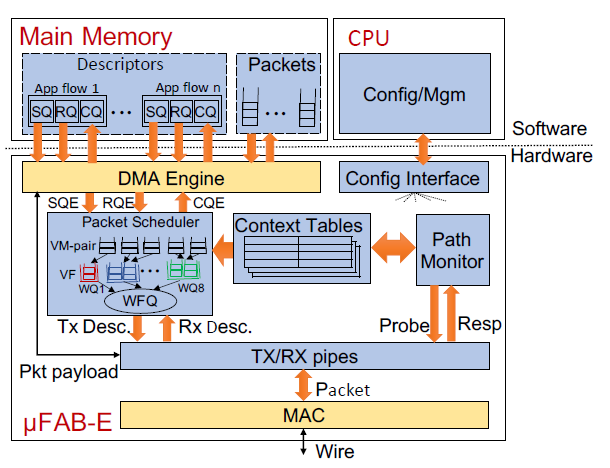 Main Memory
CPU
Descriptors
Packets
App flow 1
App flow n
SQ RQ CQ ··· SQ RQ CQ
···
Config/Mgm
Software
Hardware
DMA Engine
Config Interface
SQE RQE CQE
Packet Scheduler
VM-pair
VF
···
WQ1
WQ8
WFQ
Context Tables
Path
Monitor
Tx Desc.
Rx Desc.
Probe
Resp
TX/RX pipes
Pkt payload
Packet
MAC
µFAB-E
Wire